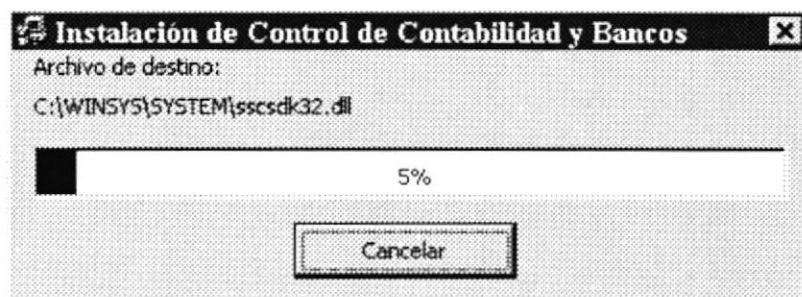 Instalación de Control de Contabilidad y Bancos
Archivo de destino:
C:\WINSYS\SYSTEM\sscsdk32.dll
5%
Cancelar